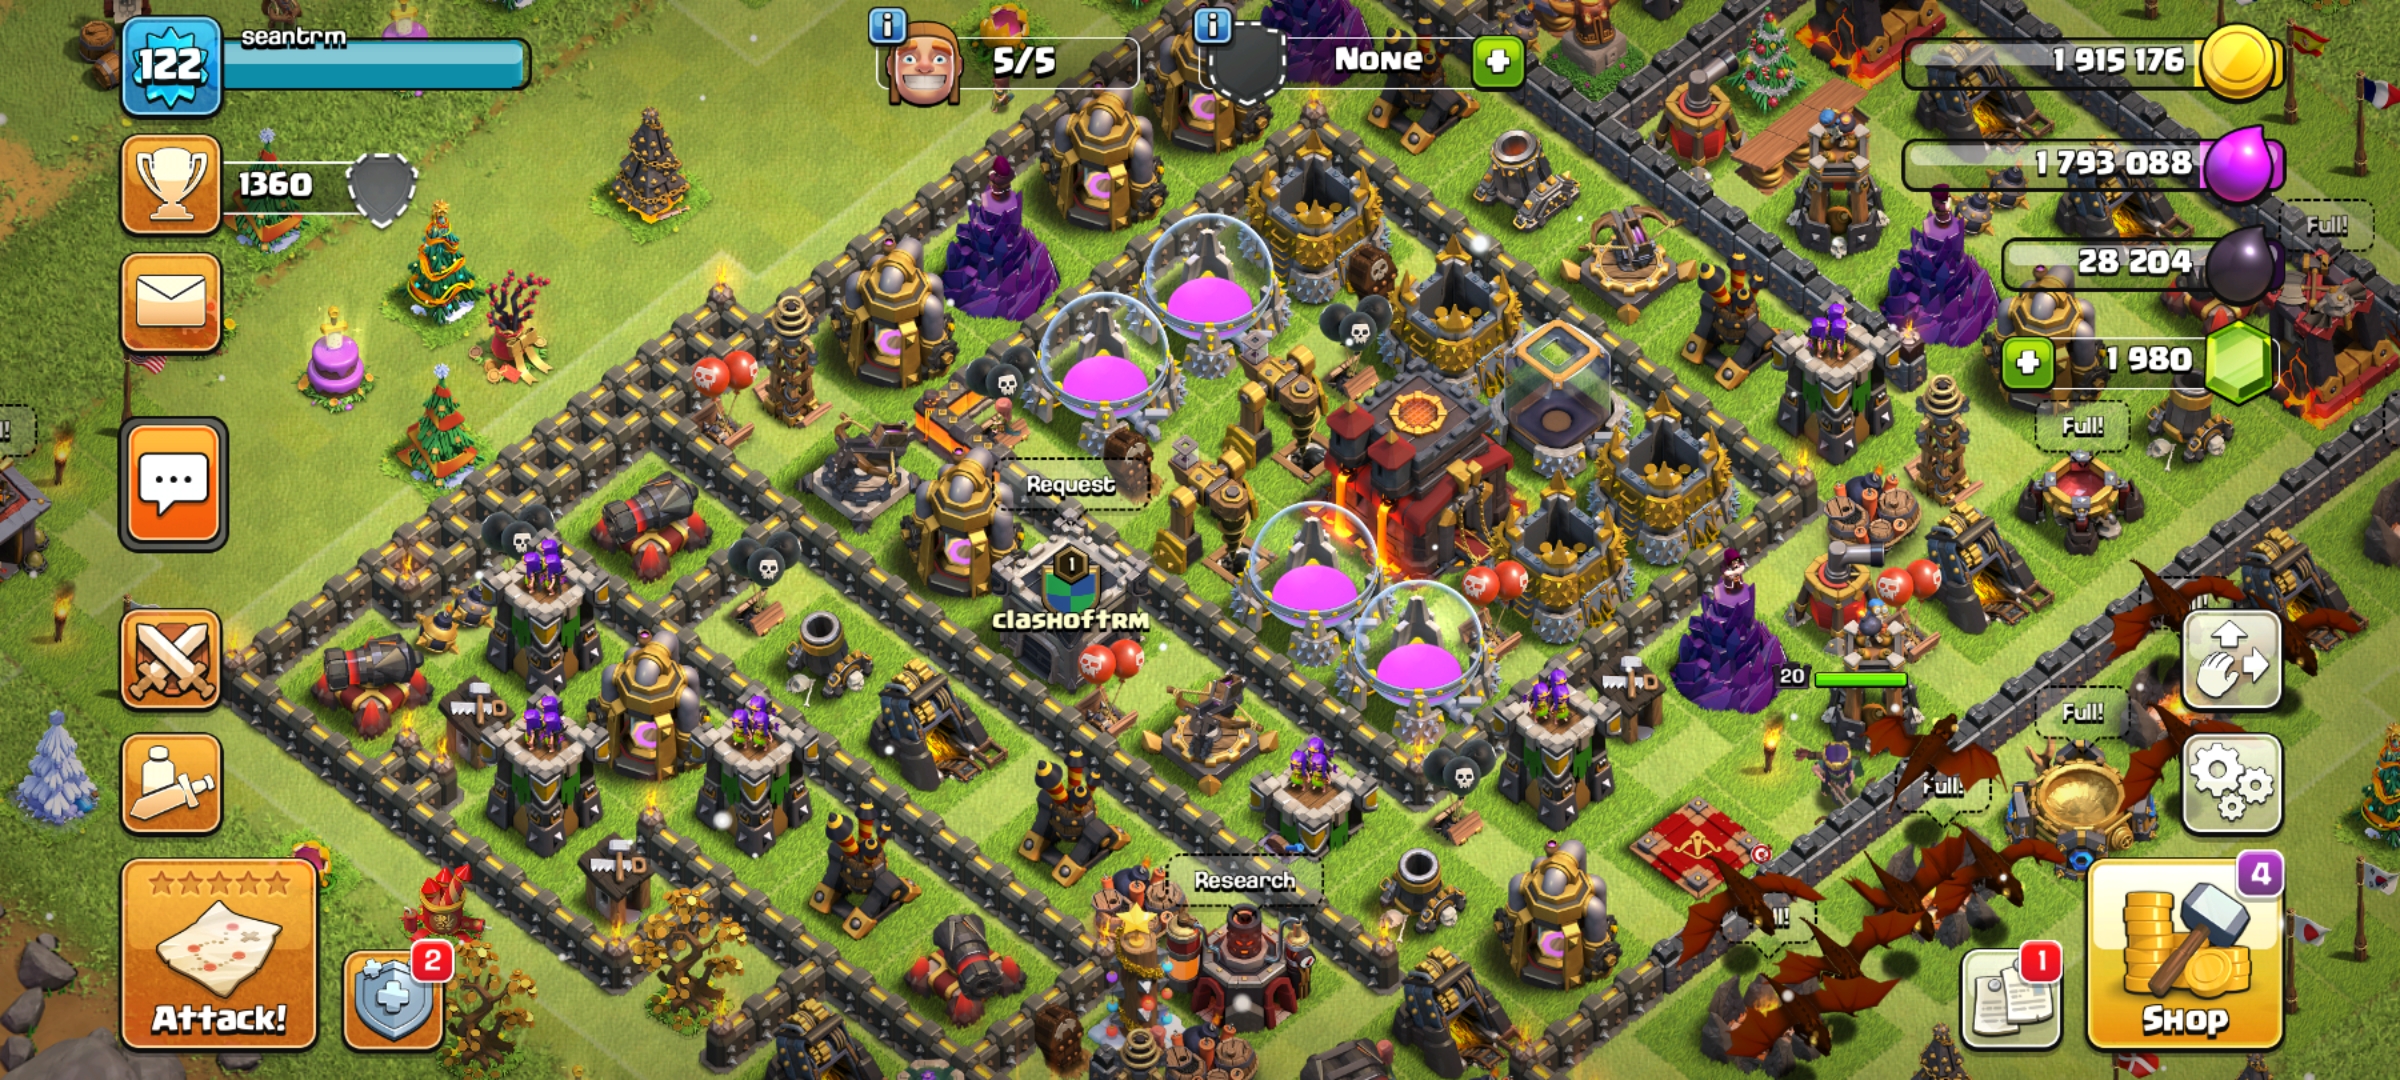 122
seantrm
5/5
None
1 915 176
1360
1 793 088
Full!
28 204
1 980
Full!
Request
1
clashoftrm
20
Full!
Full!
Research
4
2
1
Attack!
Shop